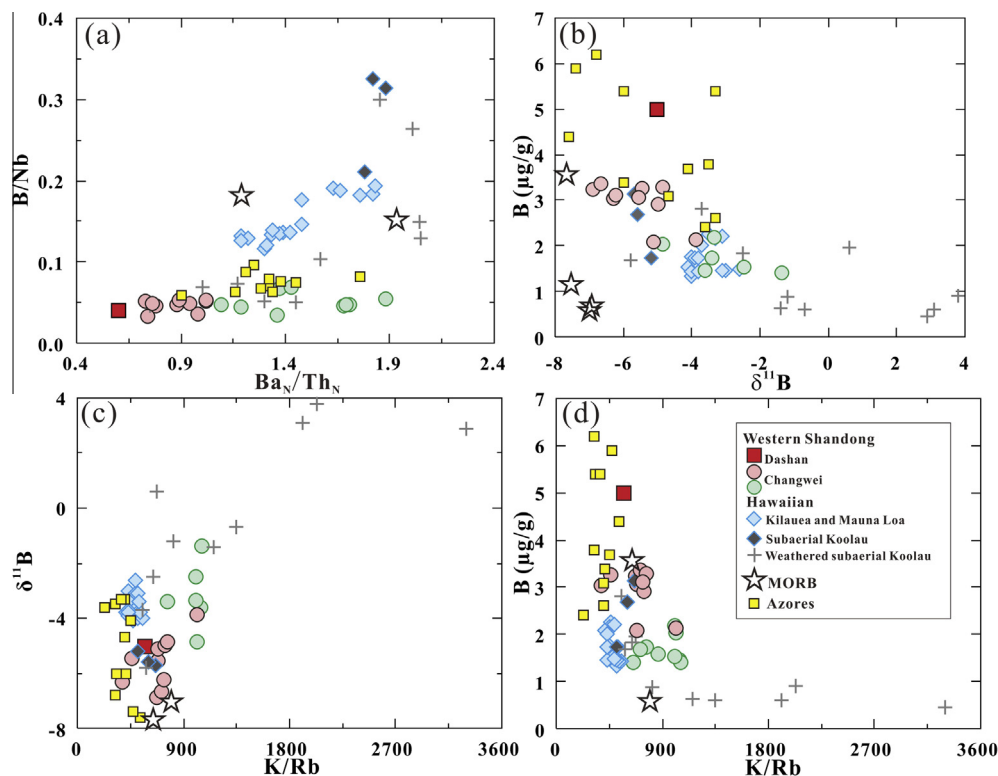 (a)
B/Nb
0.4
0.3
0.2
0.1
0.0
0.4 0.9 1.4 1.9 2.4
BaN/ThN
(b)
B (µg/g)
7
6
5
4
3
2
1
0
-8 -6 -4 -2 0 2 4
δ11B
(c)
δ11B
4
0
-4
-8
0 900 1800 2700 3600
K/Rb
(d)
B (µg/g)
7
6
5
4
3
2
1
0
0 900 1800 2700 3600
K/Rb
Western Shandong
Dashan
Changwei
Hawaiian
Kilauea and Mauna Loa
Subaerial Koolau
Weathered subaerial Koolau
MORB
Azores